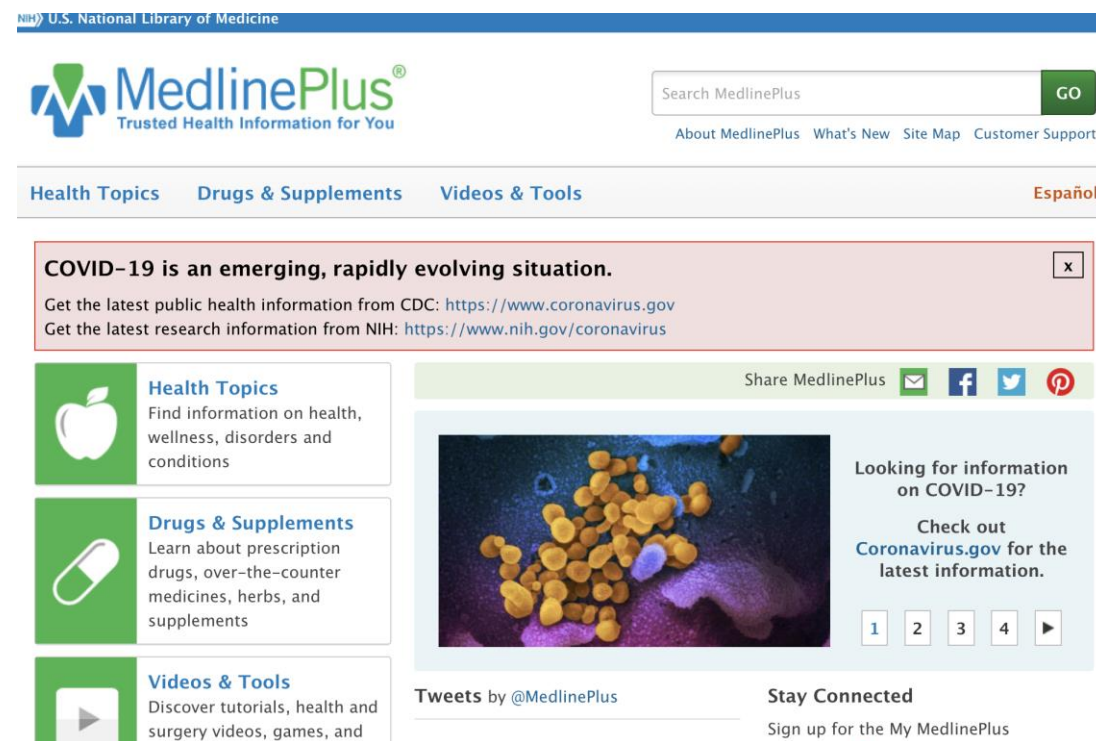 NIH U.S. National Library of Medicine
MedlinePlus®
Trusted Health Information for You
Search MedlinePlus
GO
About MedlinePlus What's New Site Map Customer Support
Health Topics Drugs & Supplements Videos & Tools Español
COVID-19 is an emerging, rapidly evolving situation.
x
Get the latest public health information from CDC: https://www.coronavirus.gov
Get the latest research information from NIH: https://www.nih.gov/coronavirus
Health Topics
Find information on health,
wellness, disorders and
conditions
Drugs & Supplements
Learn about prescription
drugs, over-the-counter
medicines, herbs, and
supplements
Videos & Tools
Discover tutorials, health and
surgery videos, games, and
Share MedlinePlus
Looking for information
on COVID-19?
Check out
Coronavirus.gov for the
latest information.
1 2 3 4
Tweets by @MedlinePlus
Stay Connected
Sign up for the My MedlinePlus